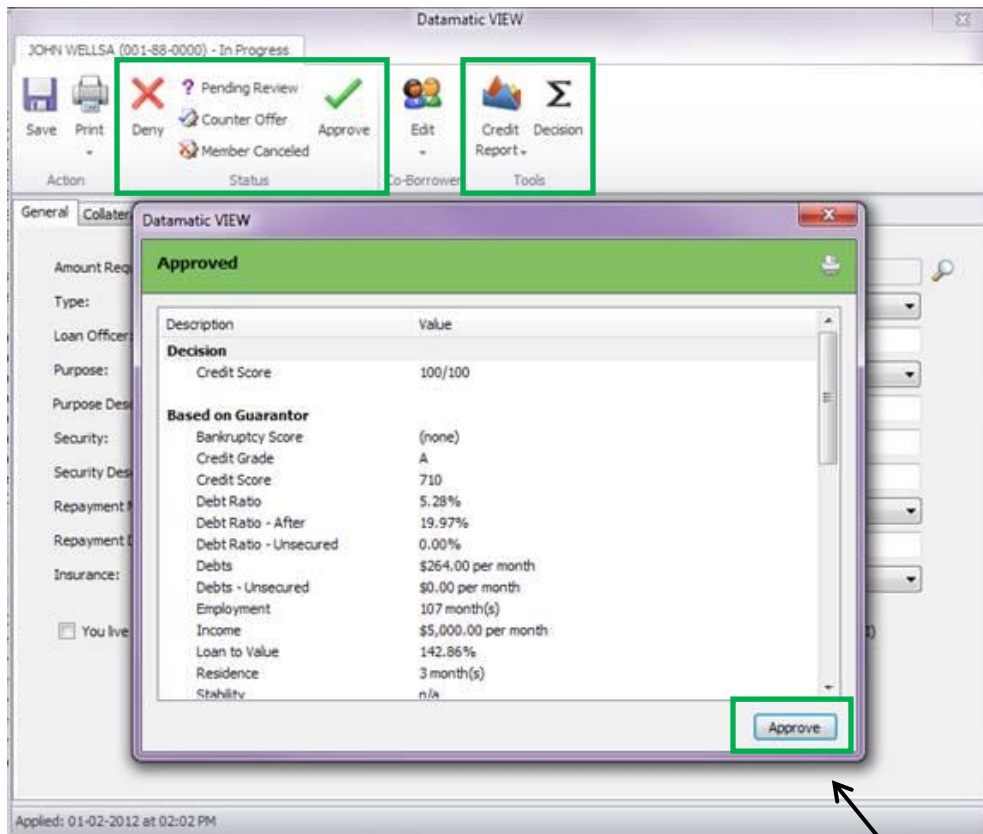 Datamatic VIEW
JOHN WELLSA (001-88-0000) - In Progress
Save
Print
Deny
? Pending Review
Counter Offer
Member Canceled
Approve
Edit
Credit Report
Decision
Action
Status
Co-Borrower
Tools
General
Collater
Datamatic VIEW
Approved
Amount Req
Type:
Loan Officer:
Purpose:
Purpose Desc
Security:
Security Des
Repayment M
Repayment D
Insurance:
You live
Description Value
Decision
Credit Score 100/100
Based on Guarantor
Bankruptcy Score (none)
Credit Grade A
Credit Score 710
Debt Ratio 5.28%
Debt Ratio - After 19.97%
Debt Ratio - Unsecured 0.00%
Debts $264.00 per month
Debts - Unsecured $0.00 per month
Employment 107 month(s)
Income $5,000.00 per month
Loan to Value 142.86%
Residence 3 month(s)
Stability n/a
Approve
Applied: 01-02-2012 at 02:02 PM